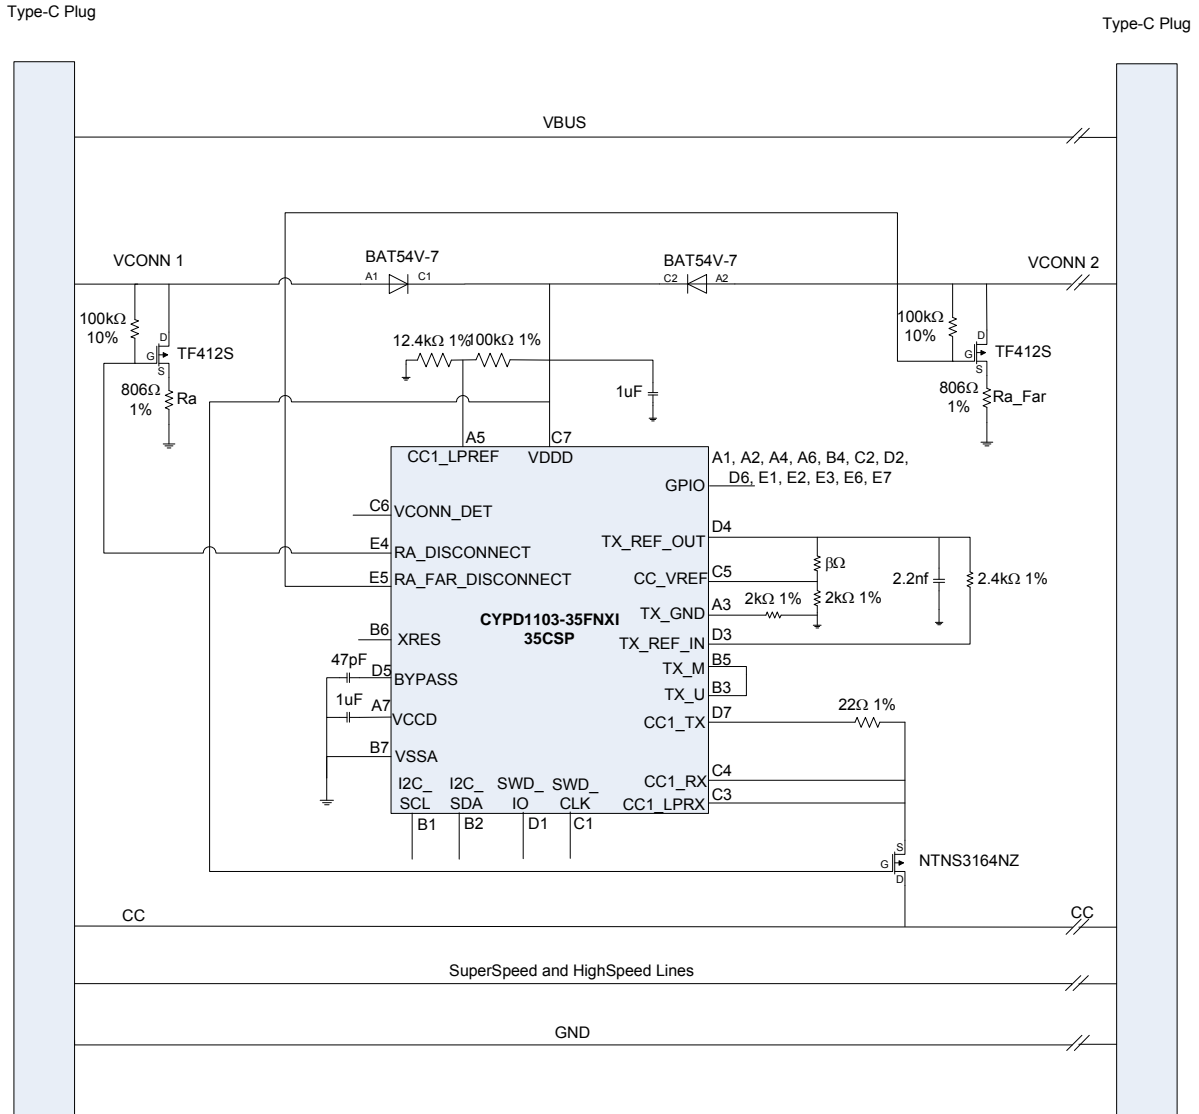 Type-C Plug
Type-C Plug
VBUS
VCONN 1
BAT54V-7
A1
C1
BAT54V-7
C2
A2
VCONN 2
100kΩ
10%
D
G
S
TF412S
806Ω
1%
Ra
12.4kΩ 1%
100kΩ 1%
1uF
100kΩ
10%
D
G
S
TF412S
806Ω
1%
Ra_Far
A5
C7
CC1_LPREF
VDDD
GPIO
A1, A2, A4, A6, B4, C2, D2,
D6, E1, E2, E3, E6, E7
C6
VCONN_DET
E4
RA_DISCONNECT
E5
RA_FAR_DISCONNECT
CYPD1103-35FNXI
35CSP
B6
XRES
47pF
D5
BYPASS
1uF
A7
VCCD
B7
VSSA
TX_REF_OUT
D4
CC_VREF
C5
TX_GND
A3
TX_REF_IN
D3
TX_M
B5
TX_U
B3
CC1_TX
D7
CC1_RX
C4
CC1_LPRX
C3
βΩ
2kΩ 1%
2kΩ 1%
2.2nf
2.4kΩ 1%
22Ω 1%
I2C_
SCL
I2C_
SDA
SWD_
IO
SWD_
CLK
B1
B2
D1
C1
S
G
D
NTNS3164NZ
CC
CC
SuperSpeed and HighSpeed Lines
GND